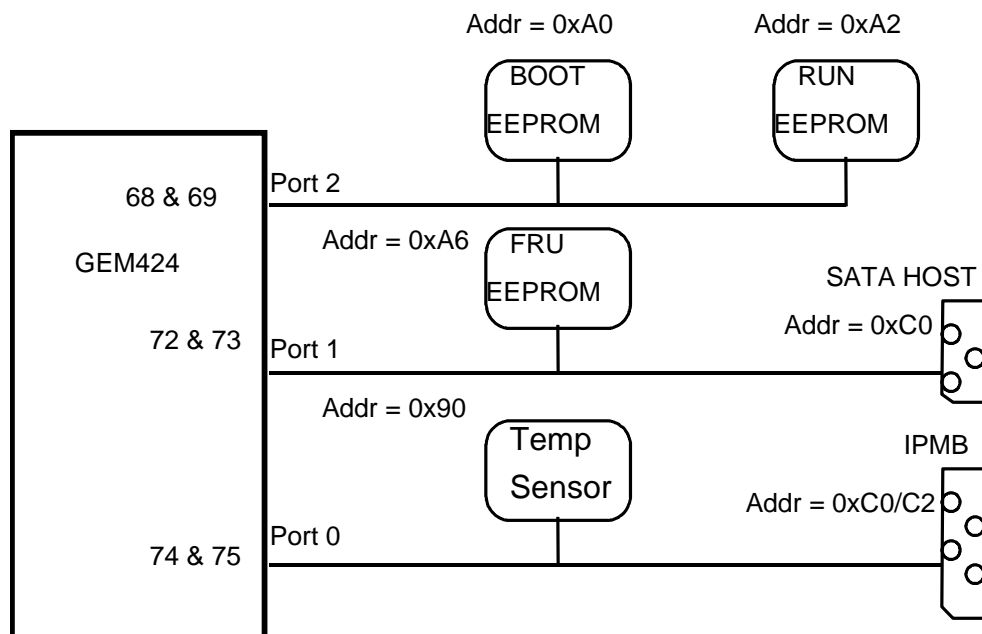 Addr = 0xA0
Addr = 0xA2
BOOT
EEPROM
RUN
EEPROM
68 & 69
Port 2
GEM424
Addr = 0xA6
FRU
EEPROM
SATA HOST
Addr = 0xC0
72 & 73
Port 1
Addr = 0x90
Temp
Sensor
IPMB
Addr = 0xC0/C2
74 & 75
Port 0